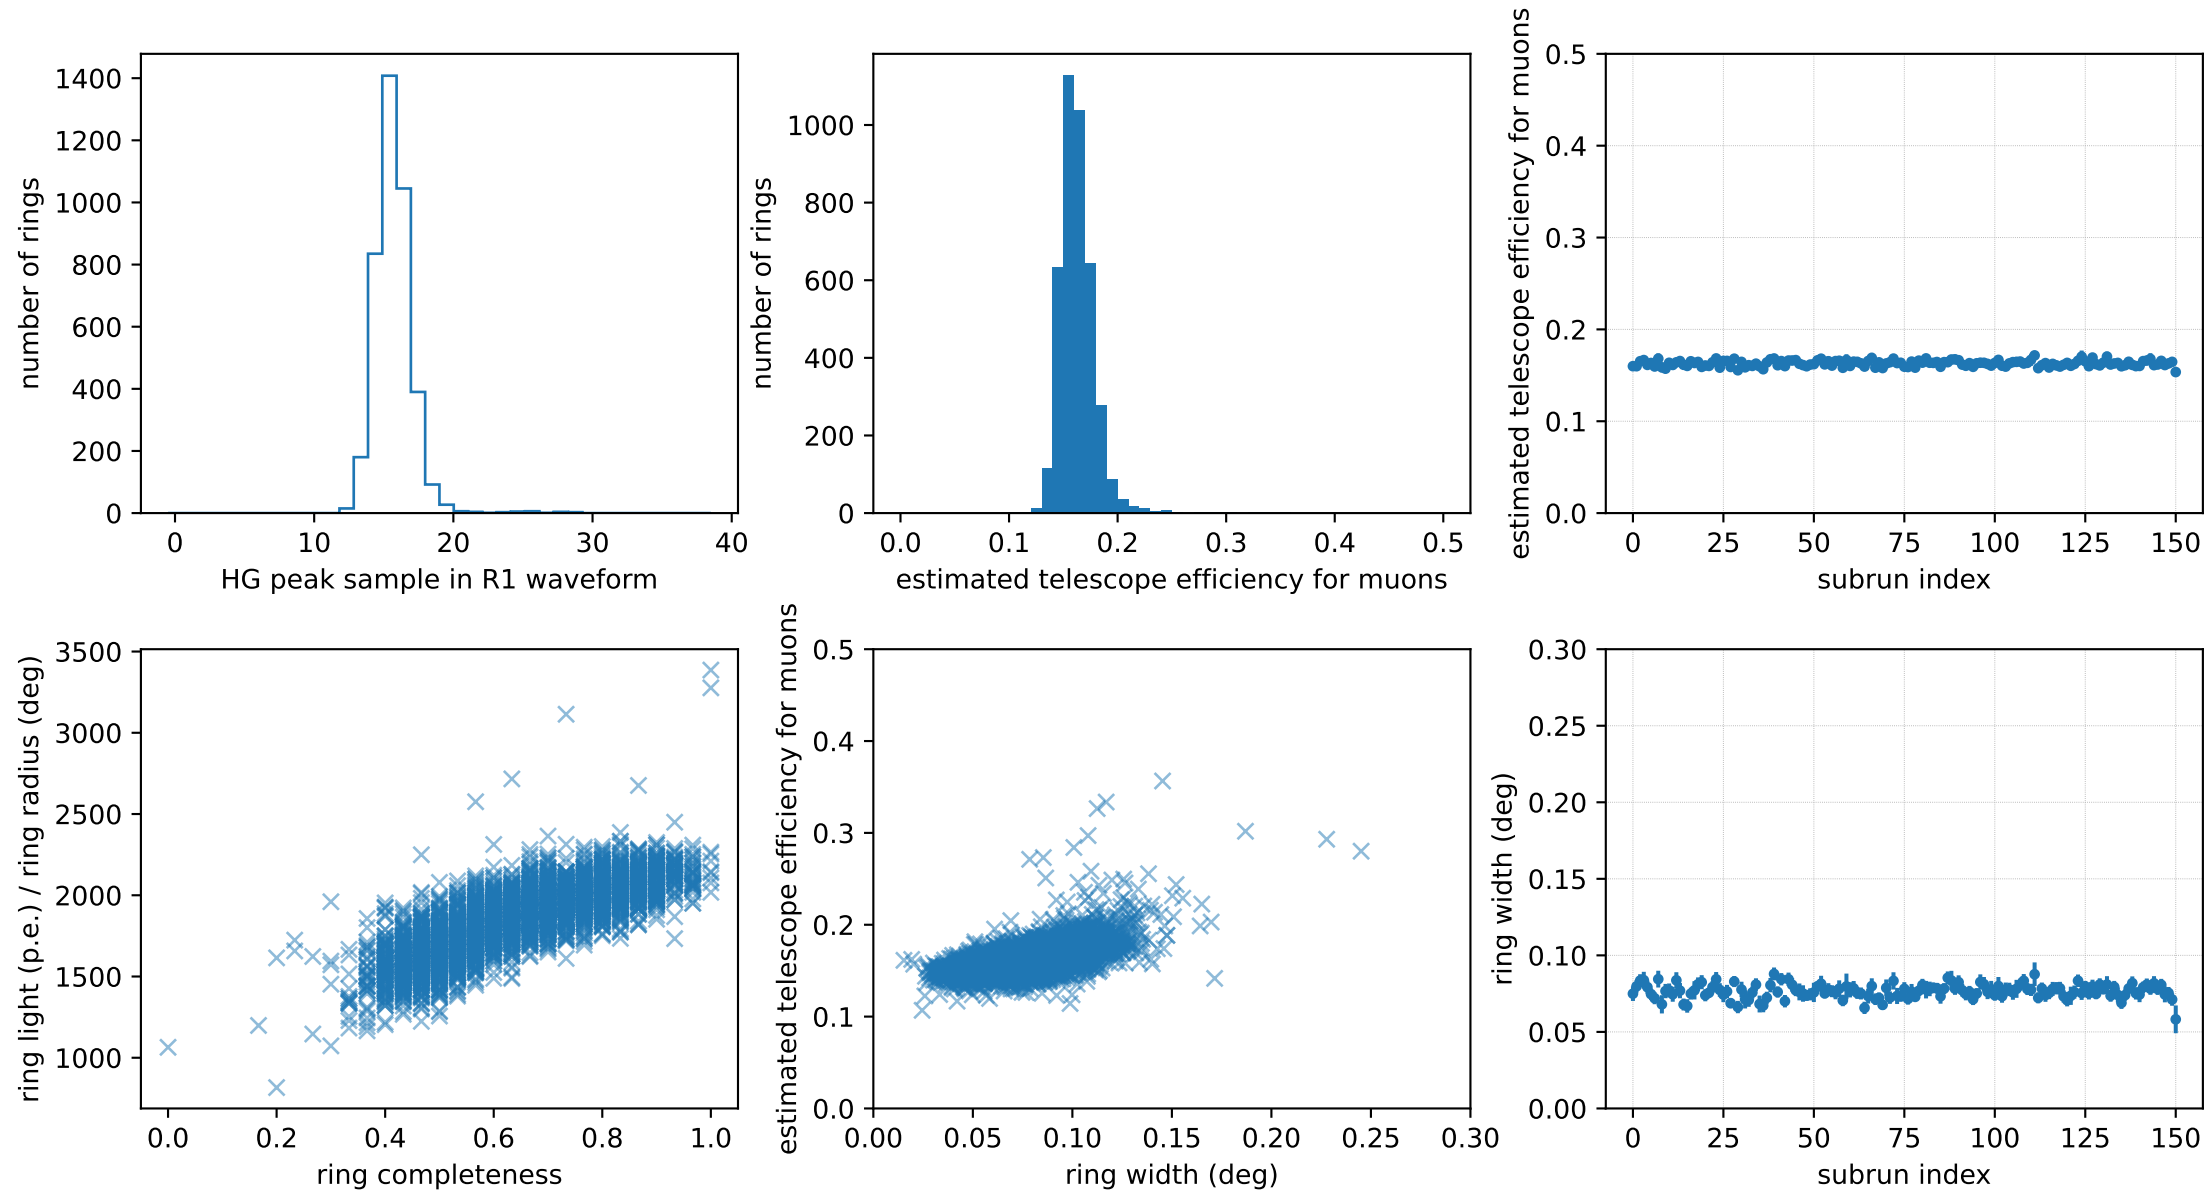 number of rings
1400
1200
1000
800
600
400
200
0
0 10 20 30 40
HG peak sample in R1 waveform
number of rings
1000
800
600
400
200
0
0.0 0.1 0.2 0.3 0.4 0.5
estimated telescope efficiency for muons
estimated telescope efficiency for muons
0.5
0.4
0.3
0.2
0.1
0.0
0 25 50 75 100 125 150
subrun index
ring light (p.e.) / ring radius (deg)
3500
3000
2500
2000
1500
1000
0.0 0.2 0.4 0.6 0.8 1.0
ring completeness
estimated telescope efficiency for muons
0.5
0.4
0.3
0.2
0.1
0.0
0.00 0.05 0.10 0.15 0.20 0.25 0.30
ring width (deg)
ring width (deg)
0.30
0.25
0.20
0.15
0.10
0.05
0.00
0 25 50 75 100 125 150
subrun index